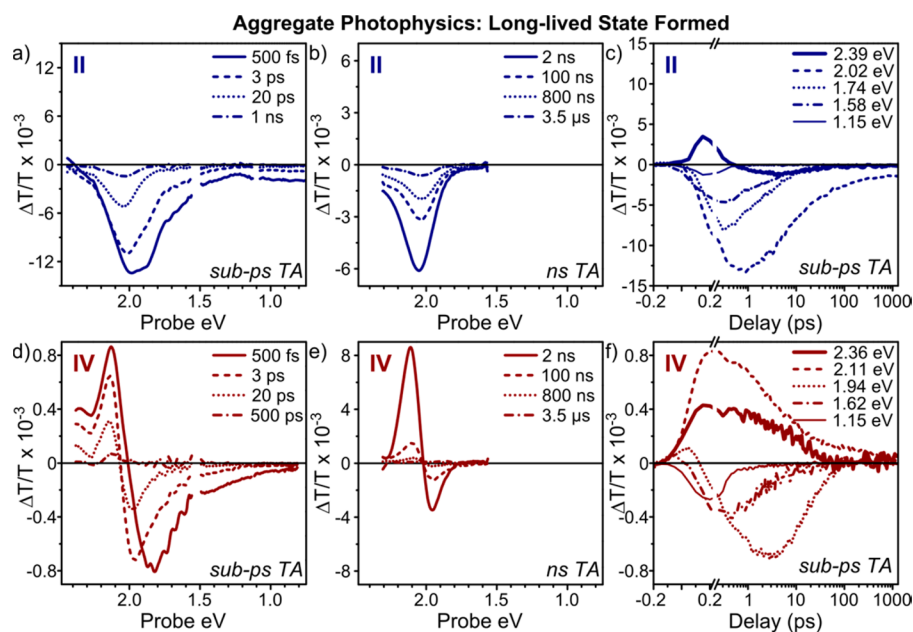 Aggregate Photophysics: Long-lived State Formed
a)
II
500 fs
3 ps
20 ps
1 ns
12
6
0
-6
-12
ΔT/T x 10⁻³
2.0
1.5
1.0
Probe eV
sub-ps TA
b)
II
2 ns
100 ns
800 ns
3.5 µs
6
3
0
-3
-6
ΔT/T x 10⁻³
2.0
1.5
1.0
Probe eV
ns TA
c)
II
2.39 eV
2.02 eV
1.74 eV
1.58 eV
1.15 eV
15
10
5
0
-5
-10
-15
ΔT/T x 10⁻³
-0.2
0.2
1
10
100
1000
Delay (ps)
sub-ps TA
d)
IV
500 fs
3 ps
20 ps
500 ps
0.8
0.4
0
-0.4
-0.8
ΔT/T x 10⁻³
2.0
1.5
1.0
Probe eV
sub-ps TA
e)
IV
2 ns
100 ns
800 ns
3.5 µs
8
4
0
-4
-8
ΔT/T x 10⁻³
2.0
1.5
1.0
Probe eV
ns TA
f)
IV
2.36 eV
2.11 eV
1.94 eV
1.62 eV
1.15 eV
0.8
0.4
0
-0.4
-0.8
ΔT/T x 10⁻³
-0.2
0.2
1
10
100
1000
Delay (ps)
sub-ps TA